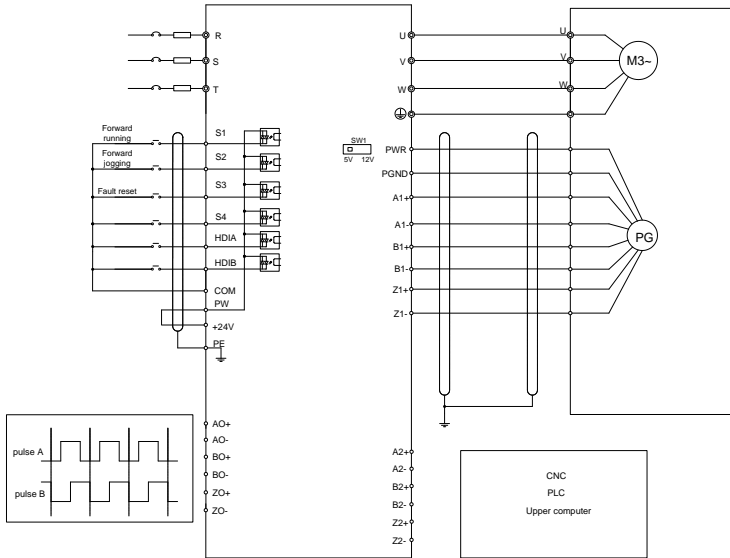 R
S
T
U
V
W
U
V
W
M3~
Forward
running
S1
Forward
jogging
S2
Fault reset
S3
S4
HDIA
HDIB
COM
PW
+24V
PE
SW1
5V 12V
PWR
PGND
A1+
A1-
B1+
B1-
Z1+
Z1-
PG
pulse A
pulse B
AO+
AO-
BO+
BO-
ZO+
ZO-
A2+
A2-
B2+
B2-
Z2+
Z2-
CNC
PLC
Upper computer